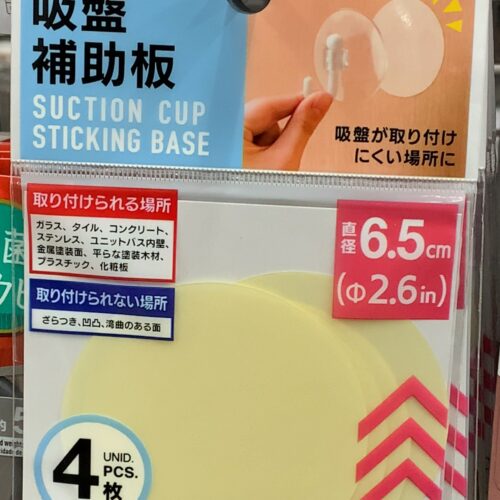 吸盤
補助板
SUCTION CUP
STICKING BASE
吸盤が取り付け
にくい場所に
取り付けられる場所
ガラス、タイル、コンクリート、
ステンレス、ユニットバス内壁、
金属塗装面、平らな塗装木材、
プラスチック、化粧板
取り付けられない場所
ざらつき、凹凸、湾曲のある面
直径 6.5cm
(Φ2.6in)
4 UNID.
PCS.
枚